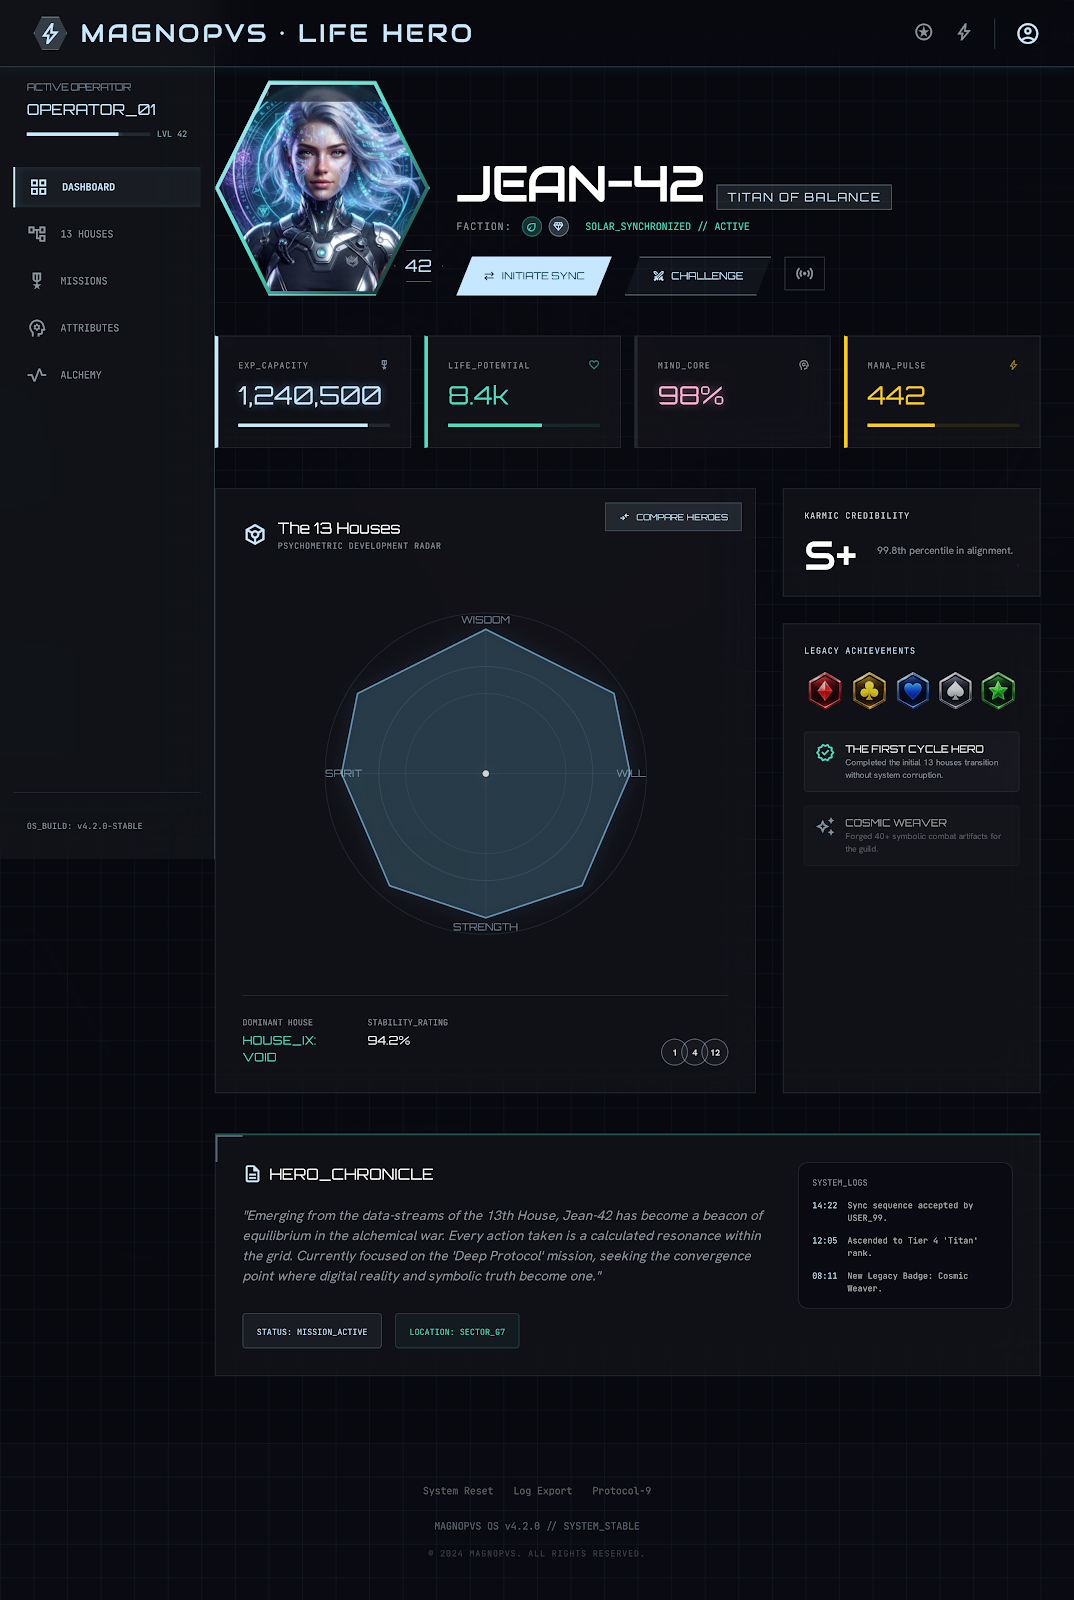 MAGNOPVS · LIFE HERO
ACTIVE OPERATOR
OPERATOR_01
LVL 42
DASHBOARD
13 HOUSES
MISSIONS
ATTRIBUTES
ALCHEMY
OS_BUILD: v4.2.0-STABLE
42
JEAN-42
TITAN OF BALANCE
FACTION:
SOLAR_SYNCHRONIZED // ACTIVE
INITIATE SYNC
CHALLENGE
EXP_CAPACITY
1,240,500
LIFE_POTENTIAL
8.4k
MIND_CORE
98%
MANA_PULSE
442
The 13 Houses
PSYCHOMETRIC DEVELOPMENT RADAR
COMPARE HEROES
WISDOM
SPIRIT
WILL
STRENGTH
DOMINANT HOUSE
HOUSE_IX:
VOID
STABILITY_RATING
94.2%
1
4
12
KARMIC CREDIBILITY
S+
99.8th percentile in alignment.
LEGACY ACHIEVEMENTS
THE FIRST CYCLE HERO
Completed the initial 13 houses transition
without system corruption.
COSMIC WEAVER
Forged 40+ symbolic combat artifacts for
the guild.
HERO_CHRONICLE
"Emerging from the data-streams of the 13th House, Jean-42 has become a beacon of
equilibrium in the alchemical war. Every action taken is a calculated resonance within
the grid. Currently focused on the 'Deep Protocol' mission, seeking the convergence
point where digital reality and symbolic truth become one."
STATUS: MISSION_ACTIVE
LOCATION: SECTOR_G7
SYSTEM_LOGS
14:22 Sync sequence accepted by
USER_99.
12:05 Ascended to Tier 4 'Titan'
rank.
08:11 New Legacy Badge: Cosmic
Weaver.
System Reset
Log Export
Protocol-9
MAGNOPVS OS v4.2.0 // SYSTEM_STABLE
© 2024 MAGNOPVS. ALL RIGHTS RESERVED.